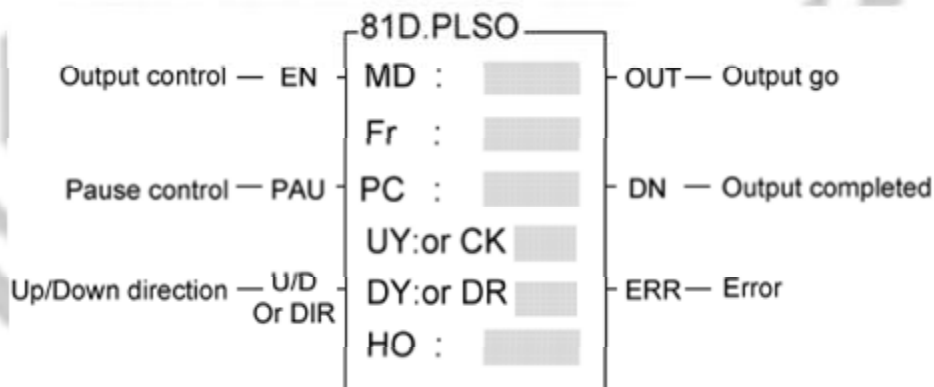 81D.PLSO
Output control — EN MD : OUT — Output go
Fr :
Pause control — PAU PC : DN — Output completed
UY:or CK
Up/Down direction — U/D DY:or DR ERR — Error
Or DIR
HO :